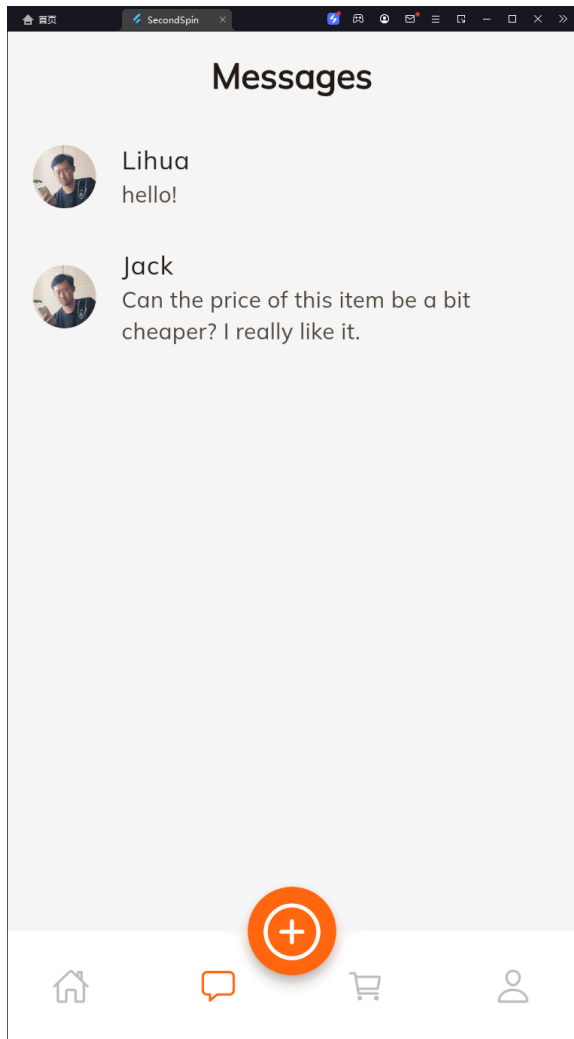 首页
SecondSpin
Messages
Lihua
hello!
Jack
Can the price of this item be a bit
cheaper? I really like it.